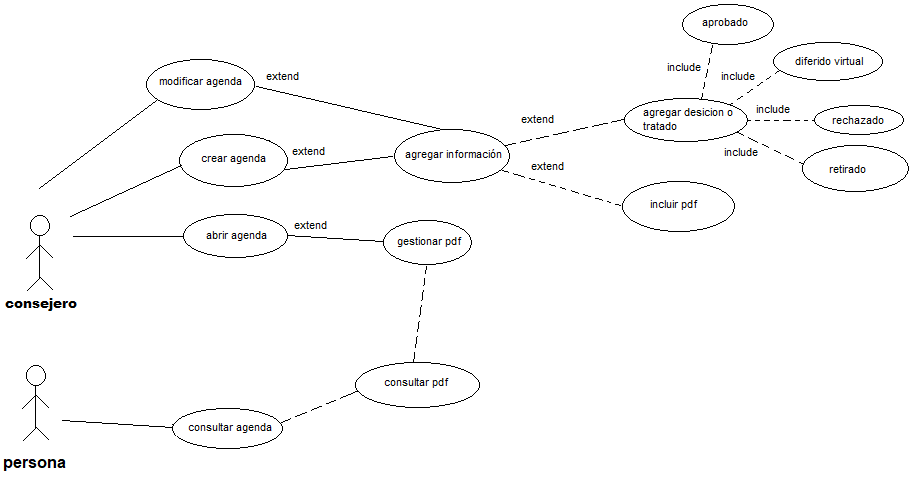 aprobado
diferido virtual
include
include
modificar agenda
extend
agregar desicion o
tratado
include
rechazado
extend
include
crear agenda
extend
agregar información
extend
retirado
incluir pdf
abrir agenda
extend
gestionar pdf
consejero
consultar pdf
consultar agenda
persona